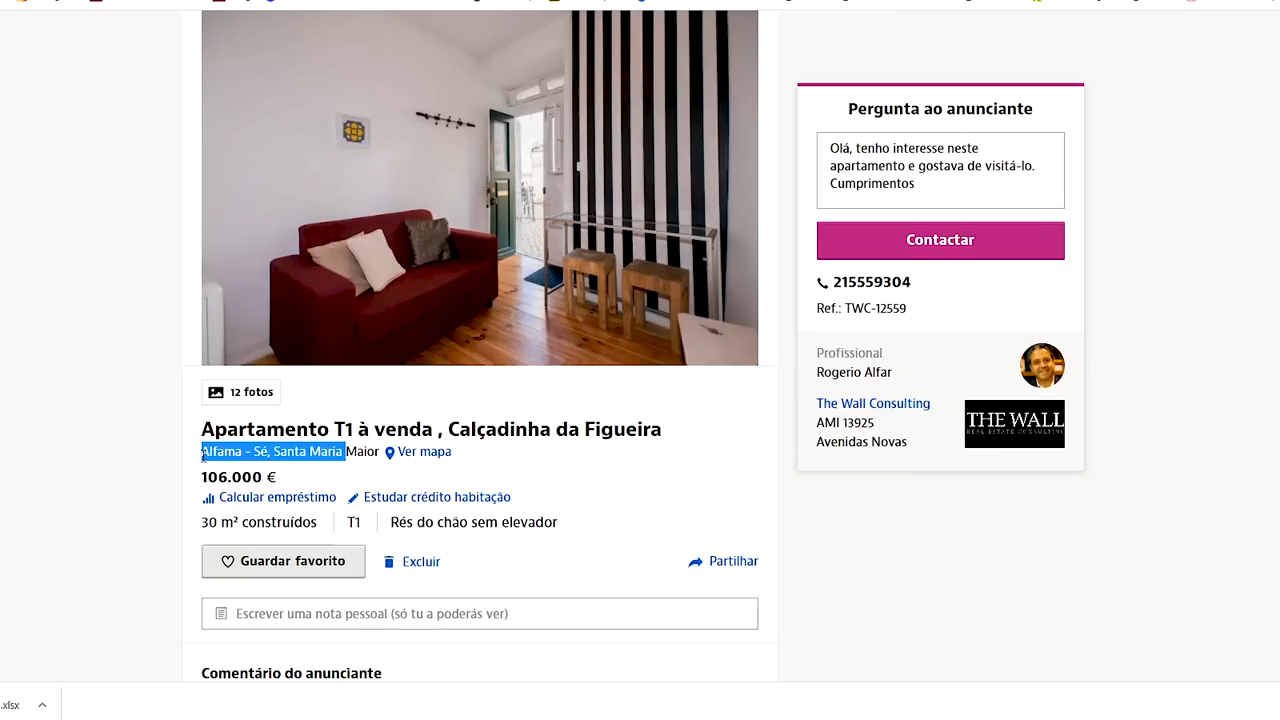 12 fotos
Apartamento T1 à venda , Calçadinha da Figueira
Alfama - Sé, Santa Maria Maior Ver mapa
106.000 €
Calcular empréstimo Estudar crédito habitação
30 m² construídos T1 Rés do chão sem elevador
Guardar favorito Excluir Partilhar
Escrever uma nota pessoal (só tu a poderás ver)
Comentário do anunciante
Pergunta ao anunciante
Olá, tenho interesse neste
apartamento e gostava de visitá-lo.
Cumprimentos
Contactar
215559304
Ref.: TWC-12559
Profissional
Rogerio Alfar
The Wall Consulting
AMI 13925
Avenidas Novas
THE WALL
REAL ESTATE CONSULTING
.xlsx